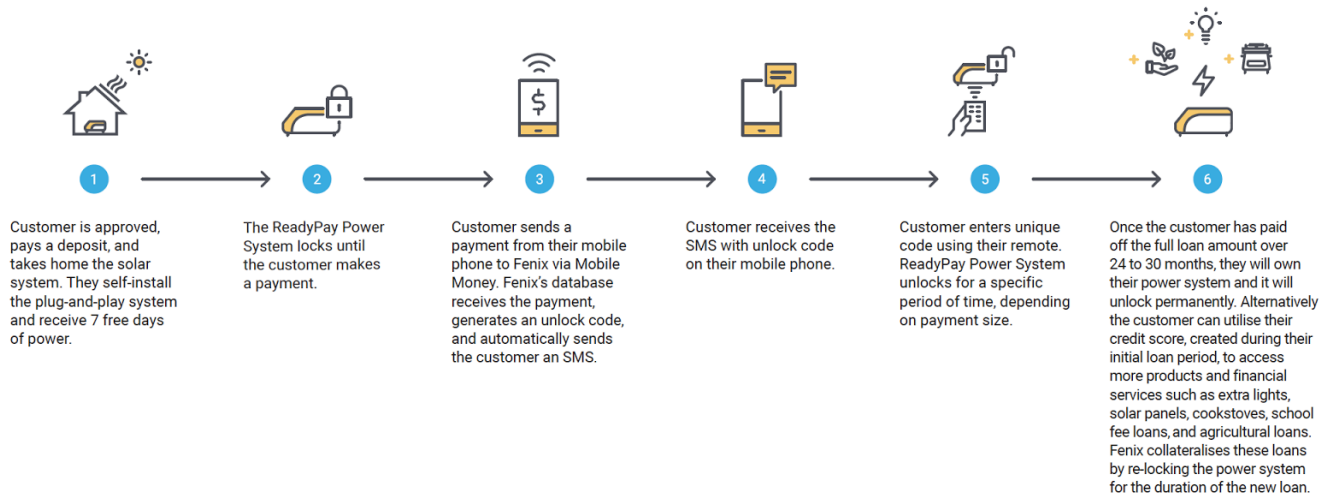 $
1
2
3
4
5
6
Customer is approved,
pays a deposit, and
takes home the solar
system. They self-install
the plug-and-play system
and receive 7 free days
of power.
The ReadyPay Power
System locks until
the customer makes
a payment.
Customer sends a
payment from their mobile
phone to Fenix via Mobile
Money. Fenix's database
receives the payment,
generates an unlock code,
and automatically sends
the customer an SMS.
Customer receives the
SMS with unlock code
on their mobile phone.
Customer enters unique
code using their remote.
ReadyPay Power System
unlocks for a specific
period of time, depending
on payment size.
Once the customer has paid
off the full loan amount over
24 to 30 months, they will own
their power system and it will
unlock permanently. Alternatively
the customer can utilise their
credit score, created during their
initial loan period, to access
more products and financial
services such as extra lights,
solar panels, cookstoves, school
fee loans, and agricultural loans.
Fenix collateralises these loans
by re-locking the power system
for the duration of the new loan.